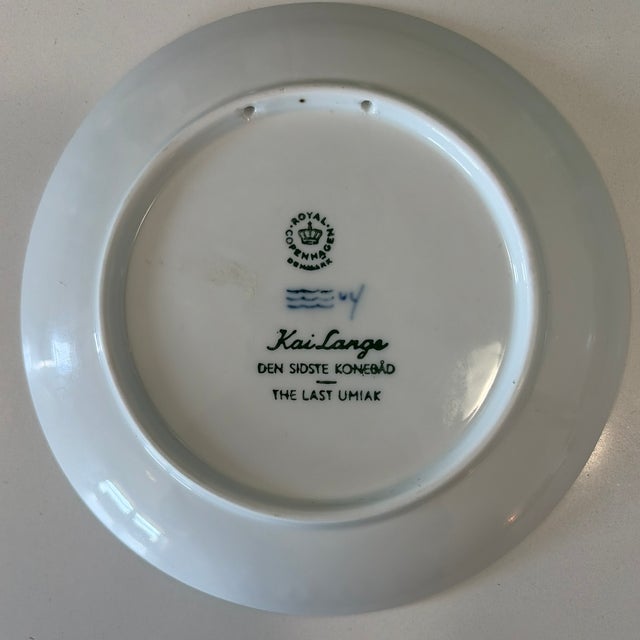 ROYAL COPENHAGEN
DENMARK
Kai Lange
DEN SIDSTE KONEBÅD
THE LAST UMIAK